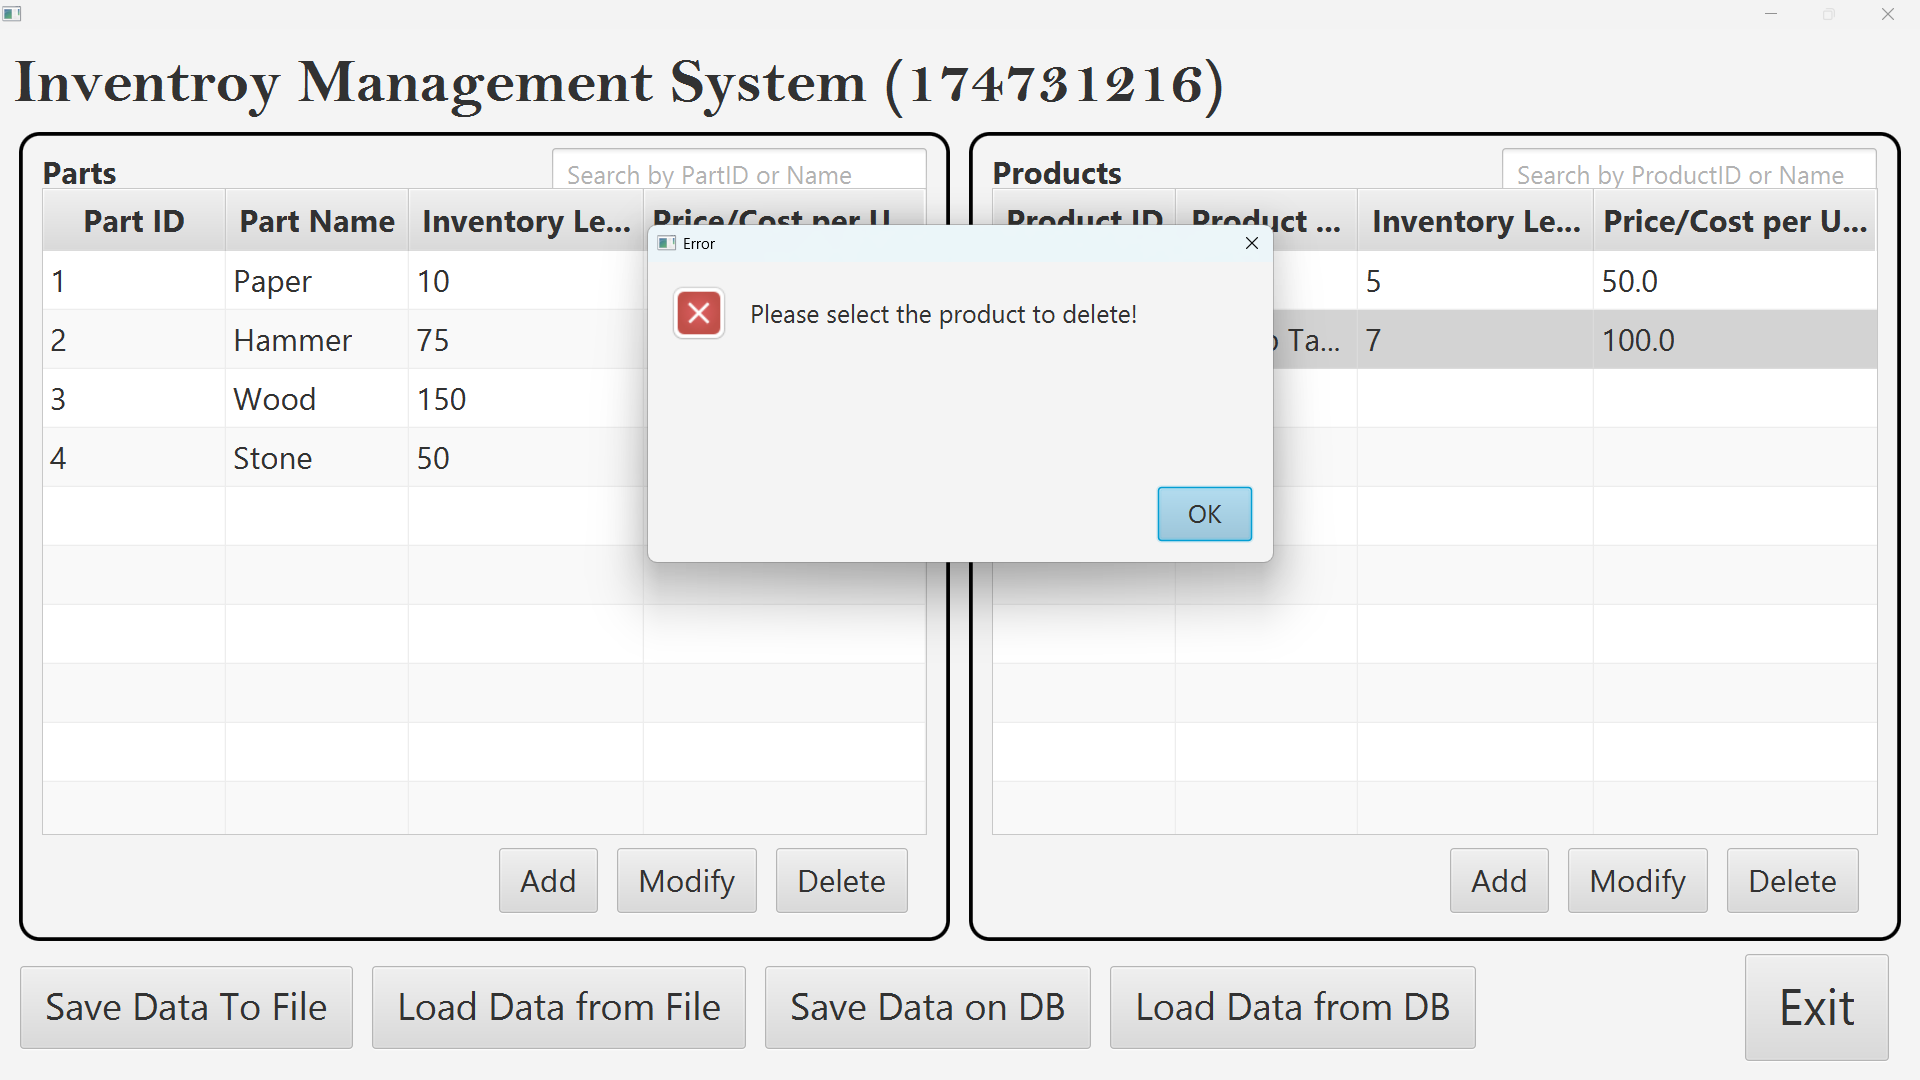 Inventroy Management System (174731216)
Parts
Search by PartID or Name
Part ID Part Name Inventory Le... Price/Cost per U...
1 Paper 10
2 Hammer 75
3 Wood 150
4 Stone 50
Add Modify Delete
Products
Search by ProductID or Name
Product ID Product ... Inventory Le... Price/Cost per U...
5 50.0
Ta... 7 100.0
Add Modify Delete
Error
Please select the product to delete!
OK
Save Data To File Load Data from File Save Data on DB Load Data from DB Exit